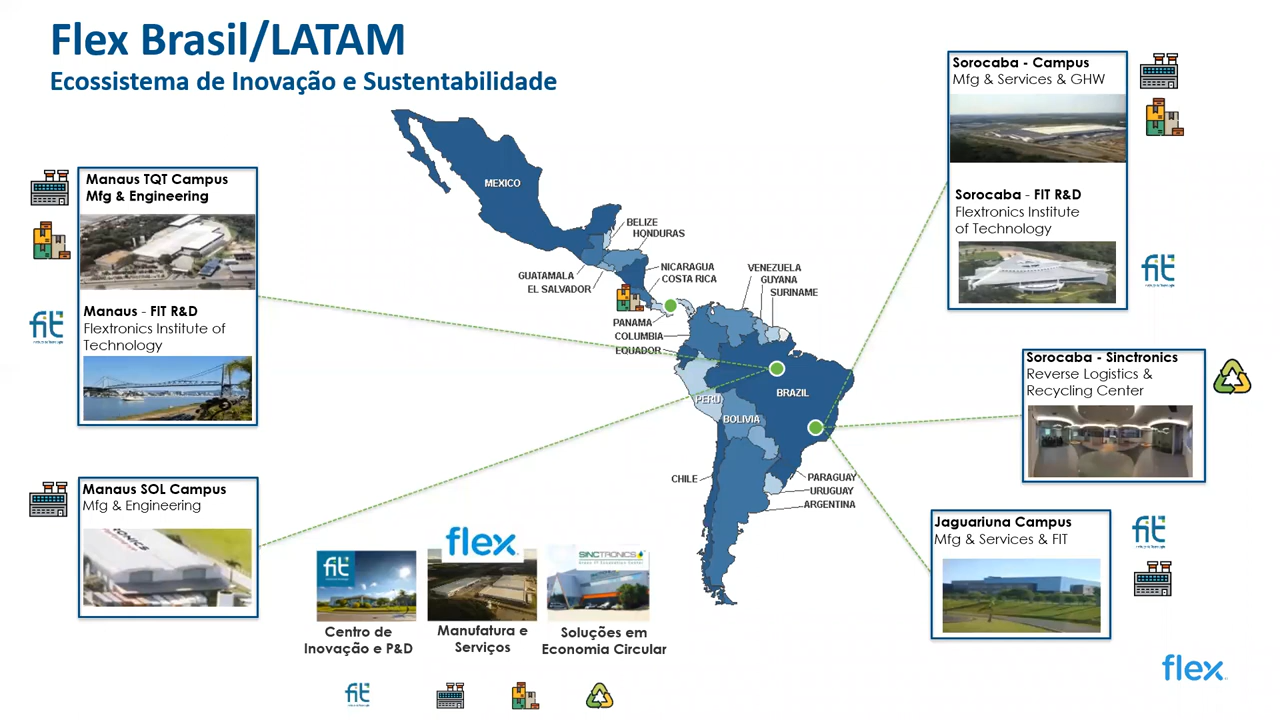 Flex Brasil/LATAM
Ecossistema de Inovação e Sustentabilidade
Manaus TQT Campus
Mfg & Engineering
Manaus - FIT R&D
Flextronics Institute of
Technology
fit
Manaus SOL Campus
Mfg & Engineering
MEXICO
BELIZE
HONDURAS
GUATAMALA
EL SALVADOR
NICARAGUA
COSTA RICA
PANAMA
COLUMBIA
EQUADOR
VENEZUELA
GUYANA
SURINAME
BRAZIL
PERU
BOLIVIA
CHILE
PARAGUAY
URUGUAY
ARGENTINA
Sorocaba - Campus
Mfg & Services & GHW
Sorocaba - FIT R&D
Flextronics Institute
of Technology
fit
Sorocaba - Sinctronics
Reverse Logistics &
Recycling Center
Jaguariuna Campus
Mfg & Services & FIT
fit
fit
Centro de
Inovação e P&D
flex
Manufatura e
Serviços
SINCTRONICS
Soluções em
Economia Circular
fit
flex